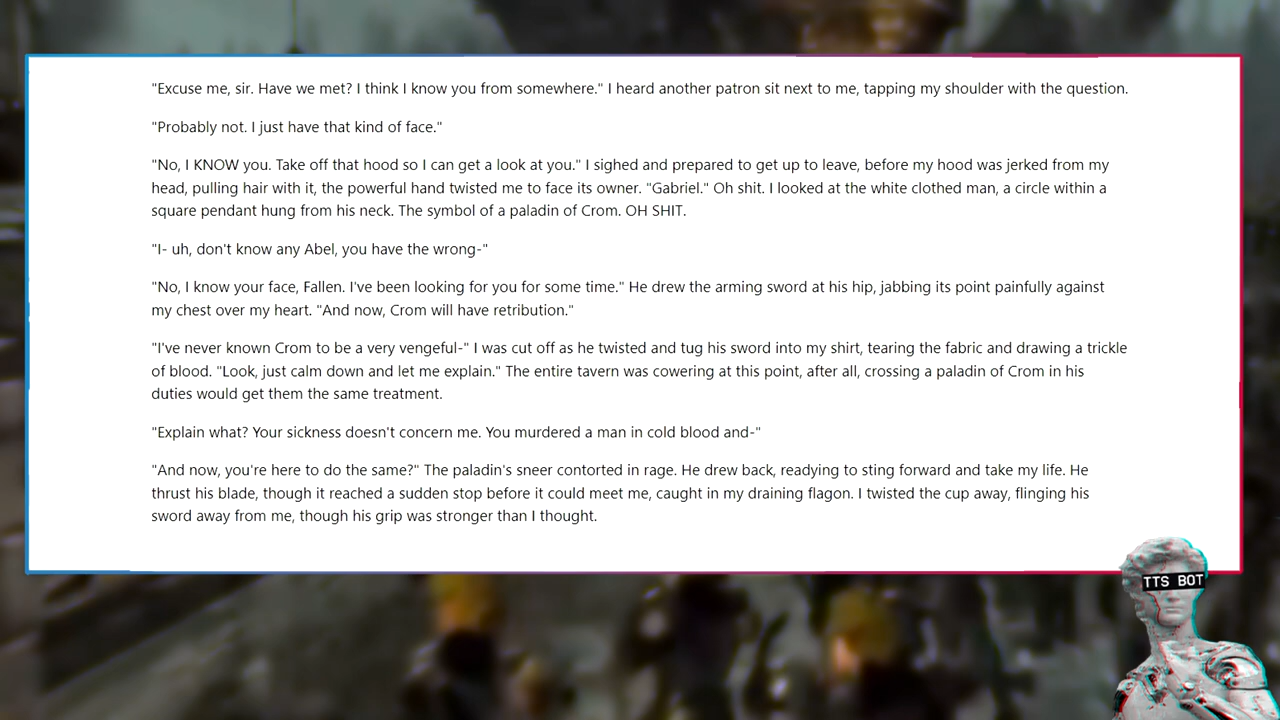 "Excuse me, sir. Have we met? I think I know you from somewhere." I heard another patron sit next to me, tapping my shoulder with the question.
"Probably not. I just have that kind of face."
"No, I KNOW you. Take off that hood so I can get a look at you." I sighed and prepared to get up to leave, before my hood was jerked from my
head, pulling hair with it, the powerful hand twisted me to face its owner. "Gabriel." Oh shit. I looked at the white clothed man, a circle within a
square pendant hung from his neck. The symbol of a paladin of Crom. OH SHIT.
"I- uh, don't know any Abel, you have the wrong-"
"No, I know your face, Fallen. I've been looking for you for some time." He drew the arming sword at his hip, jabbing its point painfully against
my chest over my heart. "And now, Crom will have retribution."
"I've never known Crom to be a very vengeful-" I was cut off as he twisted and tug his sword into my shirt, tearing the fabric and drawing a trickle
of blood. "Look, just calm down and let me explain." The entire tavern was cowering at this point, after all, crossing a paladin of Crom in his
duties would get them the same treatment.
"Explain what? Your sickness doesn't concern me. You murdered a man in cold blood and-"
"And now, you're here to do the same?" The paladin's sneer contorted in rage. He drew back, readying to sting forward and take my life. He
thrust his blade, though it reached a sudden stop before it could meet me, caught in my draining flagon. I twisted the cup away, flinging his
sword away from me, though his grip was stronger than I thought.
TTS BOT